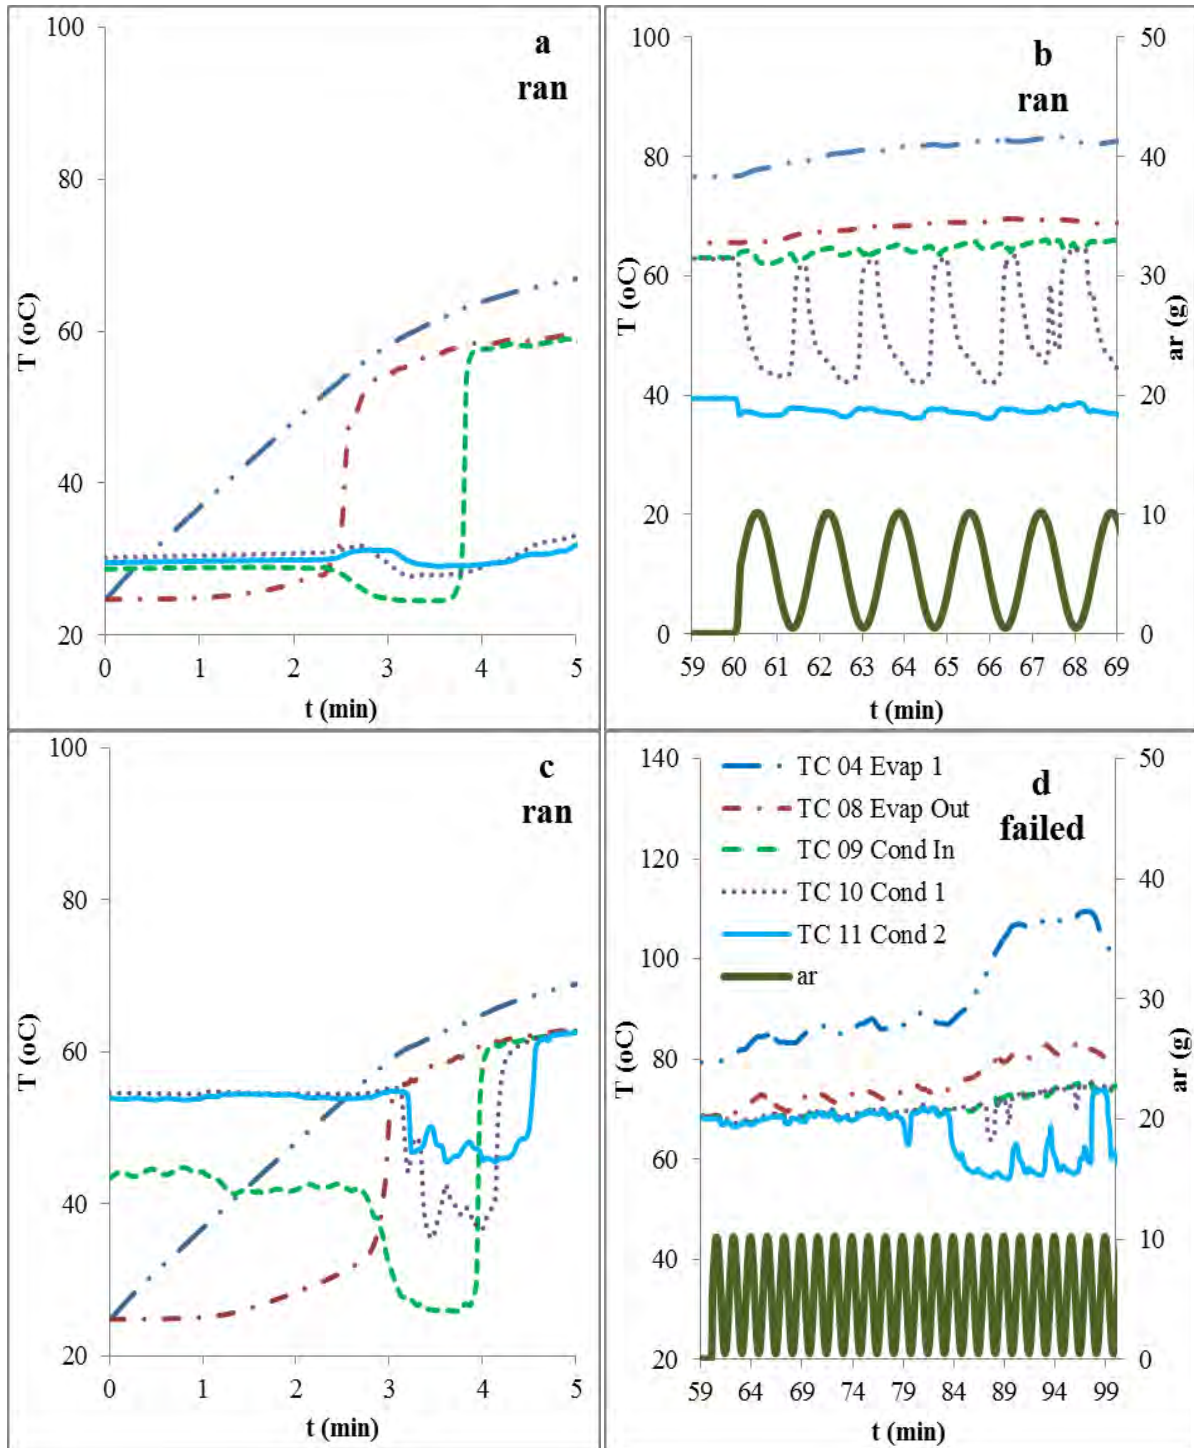 a
ran
100
80
60
40
20
T (oC)
0 1 2 3 4 5
t (min)
b
ran
100
80
60
40
20
0
T (oC)
50
40
30
20
10
0
ar (g)
59 60 61 62 63 64 65 66 67 68 69
t (min)
c
ran
100
80
60
40
20
T (oC)
0 1 2 3 4 5
t (min)
d
failed
TC 04 Evap 1
TC 08 Evap Out
TC 09 Cond In
TC 10 Cond 1
TC 11 Cond 2
ar
140
120
100
80
60
40
20
T (oC)
50
40
30
20
10
0
ar (g)
59 64 69 74 79 84 89 94 99
t (min)